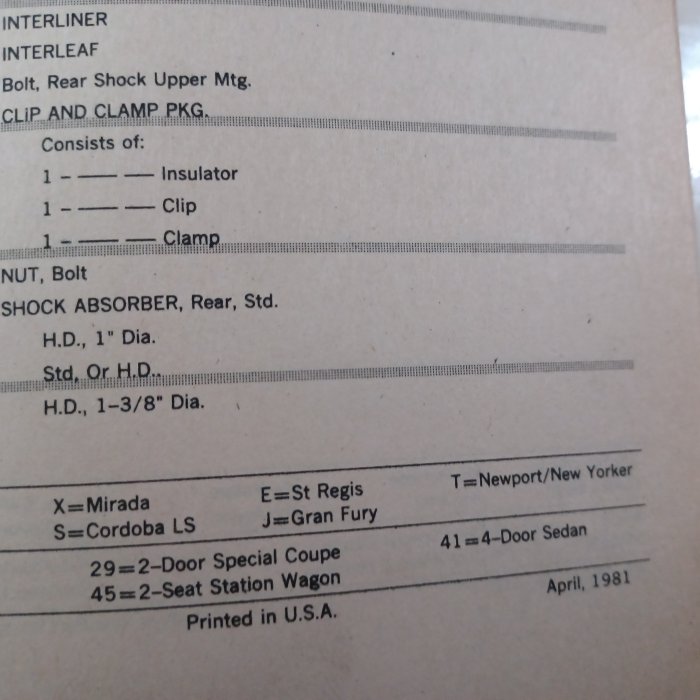 INTERLINER
INTERLEAF
Bolt, Rear Shock Upper Mtg.
CLiP AND CLAMP PKG.
Consists of:
1 - — — Insulator
1 - — — Clip
1 - — — Clamp
NUT, Bolt
SHOCK ABSORBER, Rear, Std.
H.D., 1" Dia.
Std, Or H.D..
H.D., 1-3/8" Dia.
X=Mirada E=St Regis T=Newport/New Yorker
S=Cordoba LS J=Gran Fury
29=2-Door Special Coupe 41=4-Door Sedan
45=2-Seat Station Wagon
Printed in U.S.A. April, 1981